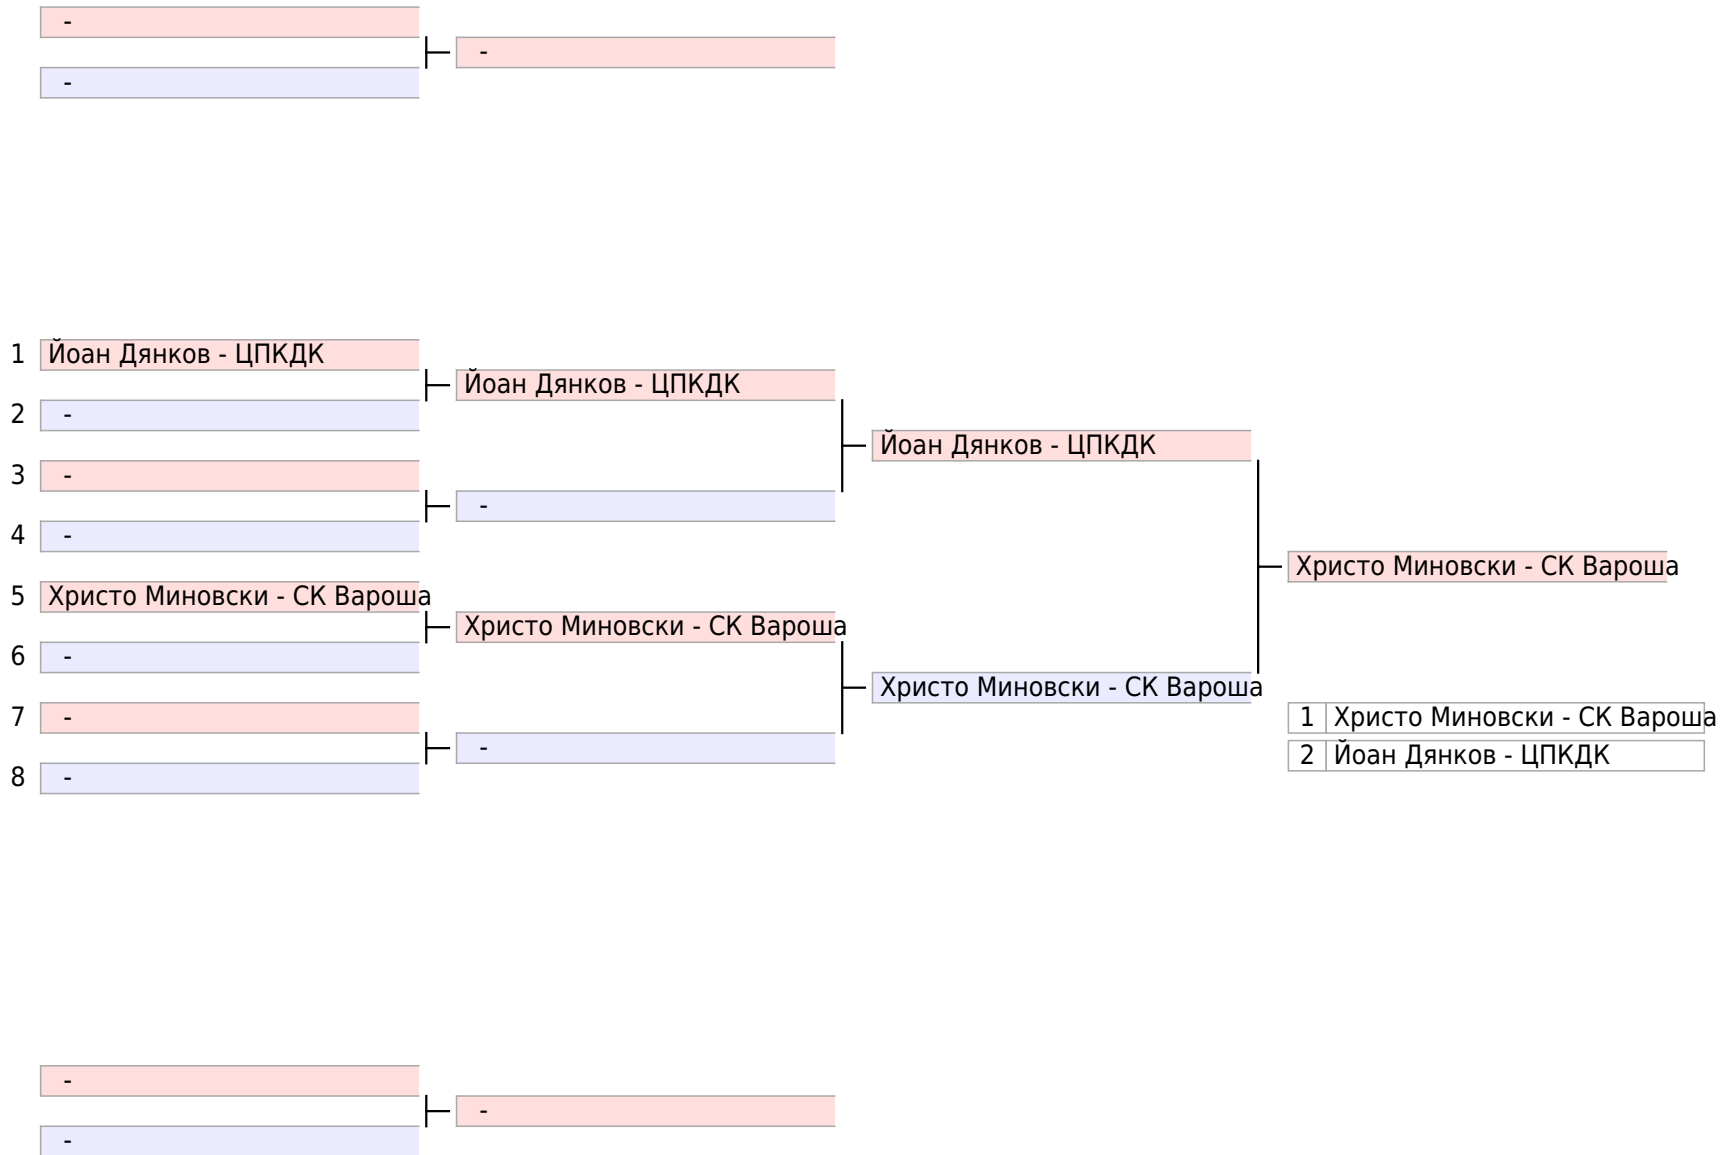 -
-
-
1 Йоан Дянков - ЦПКДК
Йоан Дянков - ЦПКДК
2 -
Йоан Дянков - ЦПКДК
3 -
-
4 -
Христо Миновски - СК Вароша
5 Христо Миновски - СК Вароша
Христо Миновски - СК Вароша
6 -
Христо Миновски - СК Вароша
7 -
1 Христо Миновски - СК Вароша
-
2 Йоан Дянков - ЦПКДК
8 -
-
-
-